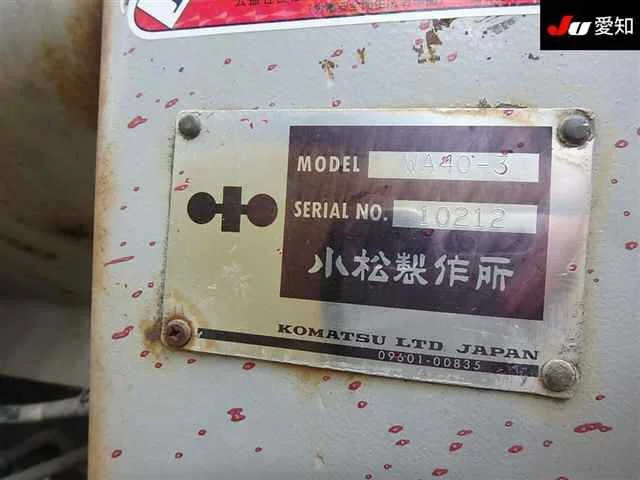 JU 愛知
MODEL WA40-3
SERIAL NO. 10212
小松製作所
KOMATSU LTD JAPAN
09601-00835